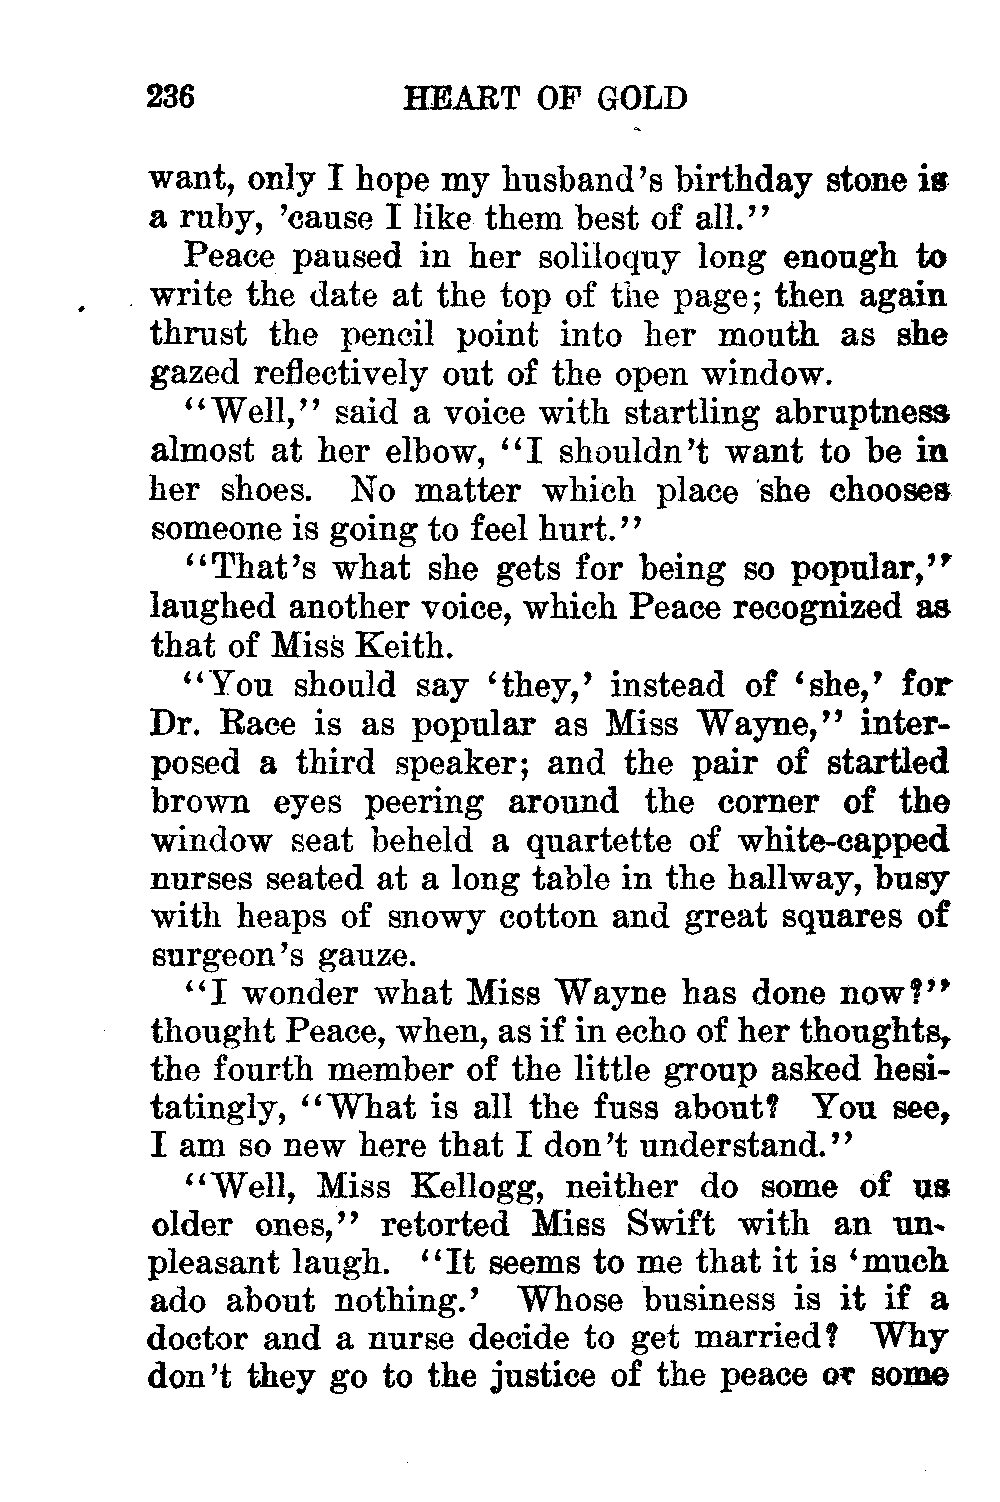 236 HEART OF GOLD
want, only I hope my husband's birthday stone is
a ruby, 'cause I like them best of all."
Peace paused in her soliloquy long enough to
write the date at the top of the page; then again
thrust the pencil point into her mouth as she
gazed reflectively out of the open window.
"Well," said a voice with startling abruptness
almost at her elbow, "I shouldn't want to be in
her shoes. No matter which place she chooses
someone is going to feel hurt."
"That's what she gets for being so popular,"
laughed another voice, which Peace recognized as
that of Miss Keith.
"You should say 'they,' instead of 'she,' for
Dr. Race is as popular as Miss Wayne," inter-
posed a third speaker; and the pair of startled
brown eyes peering around the corner of the
window seat beheld a quartette of white-capped
nurses seated at a long table in the hallway, busy
with heaps of snowy cotton and great squares of
surgeon's gauze.
"I wonder what Miss Wayne has done now?"
thought Peace, when, as if in echo of her thoughts,
the fourth member of the little group asked hesi-
tatingly, "What is all the fuss about? You see,
I am so new here that I don't understand."
"Well, Miss Kellogg, neither do some of us
older ones," retorted Miss Swift with an un-
pleasant laugh. "It seems to me that it is 'much
ado about nothing.' Whose business is it if a
doctor and a nurse decide to get married? Why
don't they go to the justice of the peace or some